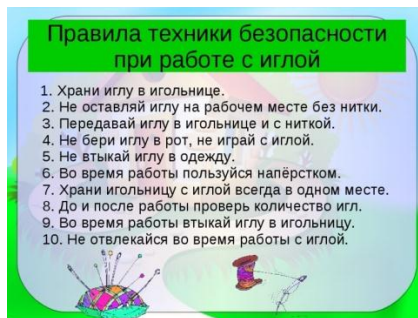 Правила техники безопасности
при работе с иглой
1. Храни иглу в игольнице.
2. Не оставляй иглу на рабочем месте без нитки.
3. Передавай иглу в игольнице и с ниткой.
4. Не бери иглу в рот, не играй с иглой.
5. Не втыкай иглу в одежду.
6. Во время работы пользуйся напёрстком.
7. Храни игольницу с иглой всегда в одном месте.
8. До и после работы проверь количество игл.
9. Во время работы втыкай иглу в игольницу.
10. Не отвлекайся во время работы с иглой.